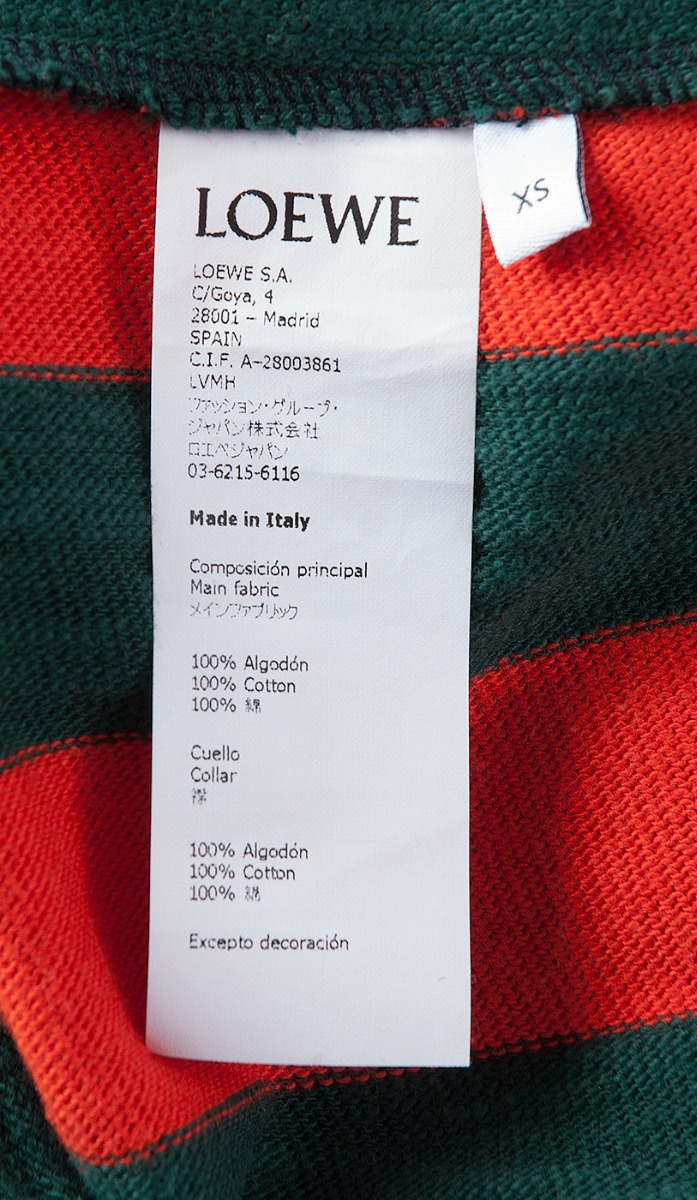 LOEWE
XS
LOEWE S.A.
C/Goya, 4
28001 – Madrid
SPAIN
C.I.F. A-28003861
LVMH
ファッション・グループ・
ジャパン株式会社
ロエベジャパン
03-6215-6116
Made in Italy
Composición principal
Main fabric
メインファブリック
100% Algodón
100% Cotton
100% 綿
Cuello
Collar
襟
100% Algodón
100% Cotton
100% 綿
Excepto decoración